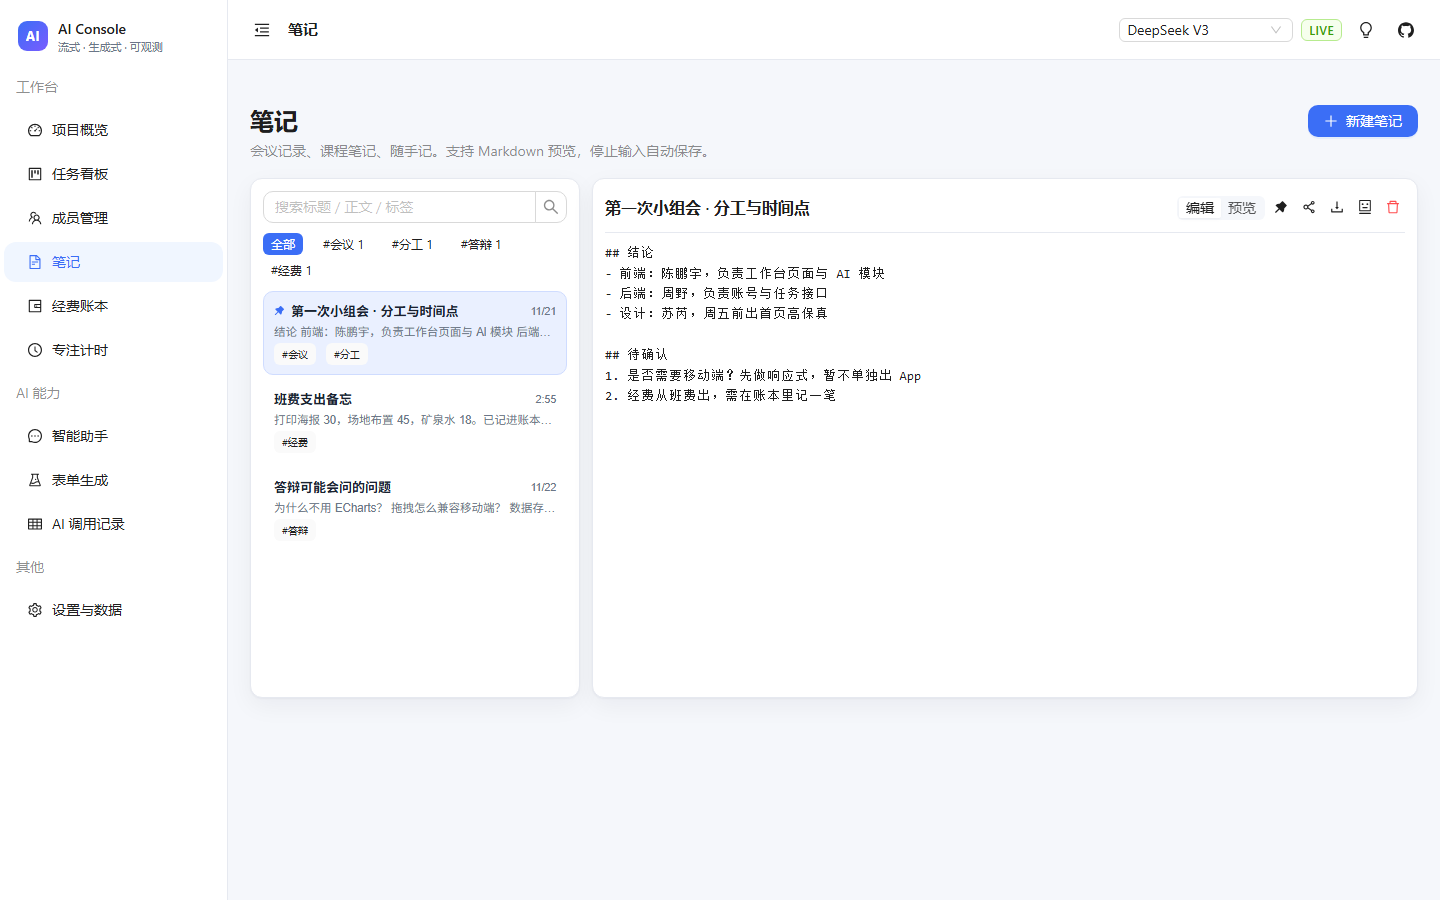 AI
AI Console
流式 · 生成式 · 可观测
工作台
项目概览
任务看板
成员管理
笔记
经费账本
专注计时
AI 能力
智能助手
表单生成
AI 调用记录
其他
设置与数据
笔记
DeepSeek V3
LIVE
笔记
会议记录、课程笔记、随手记。支持 Markdown 预览，停止输入自动保存。
新建笔记
搜索标题 / 正文 / 标签
全部 #会议 1 #分工 1 #答辩 1
#经费 1
第一次小组会 · 分工与时间点 11/21
结论 前端：陈鹏宇，负责工作台页面与 AI 模块 后端...
#会议 #分工
班费支出备忘 2:55
打印海报 30，场地布置 45，矿泉水 18。已记进账本...
#经费
答辩可能会问的问题 11/22
为什么不用 ECharts？ 拖拽怎么兼容移动端？ 数据存...
#答辩
第一次小组会 · 分工与时间点
编辑 预览
## 结论
- 前端：陈鹏宇，负责工作台页面与 AI 模块
- 后端：周野，负责账号与任务接口
- 设计：苏芮，周五前出首页高保真
## 待确认
1. 是否需要移动端？先做响应式，暂不单独出 App
2. 经费从班费出，需在账本里记一笔